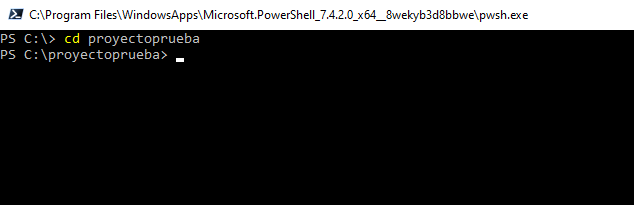 C:\Program Files\WindowsApps\Microsoft.PowerShell_7.4.2.0_x64__8wekyb3d8bbwe\pwsh.exe
PS C:\> cd proyectoprueba
PS C:\proyectoprueba>